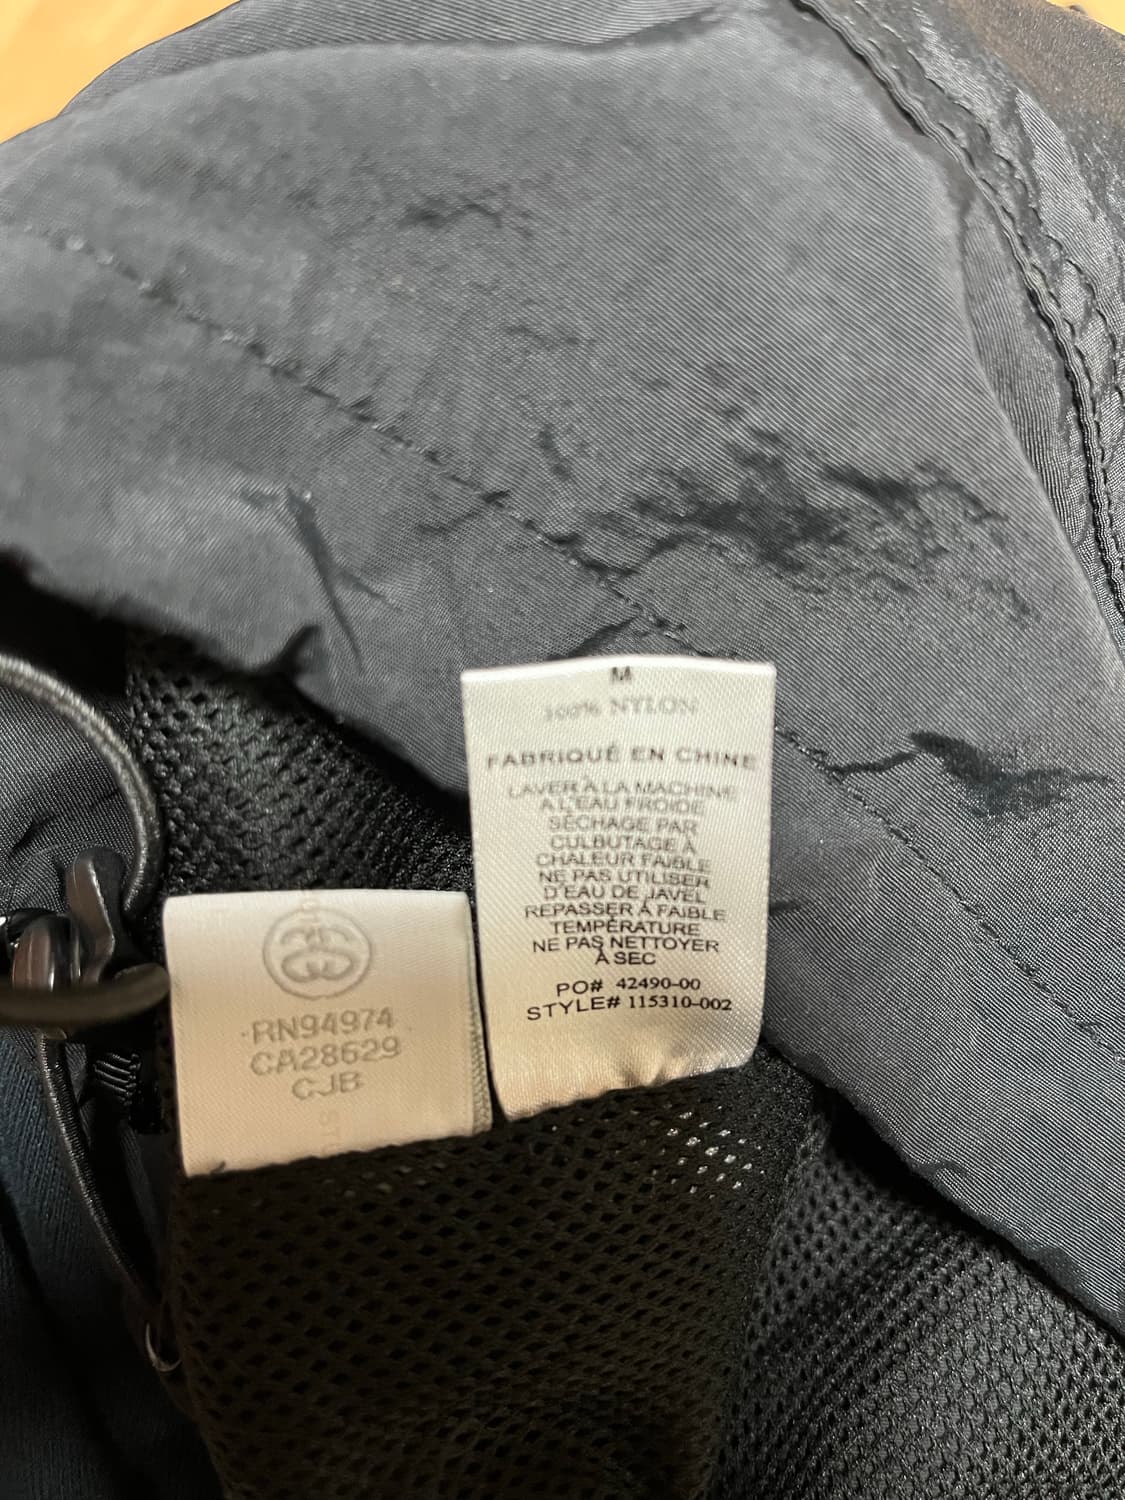 M
100% NYLON
FABRIQUÉ EN CHINE
LAVER À LA MACHINE
A L'EAU FROIDE
SÉCHAGE PAR
CULBUTAGE À
CHALEUR FAIBLE
NE PAS UTILISER
D'EAU DE JAVEL
REPASSER À FAIBLE
TEMPÉRATURE
NE PAS NETTOYER
À SEC
PO# 42490-00
STYLE# 115310-002
RN94974
CA28629
CJB